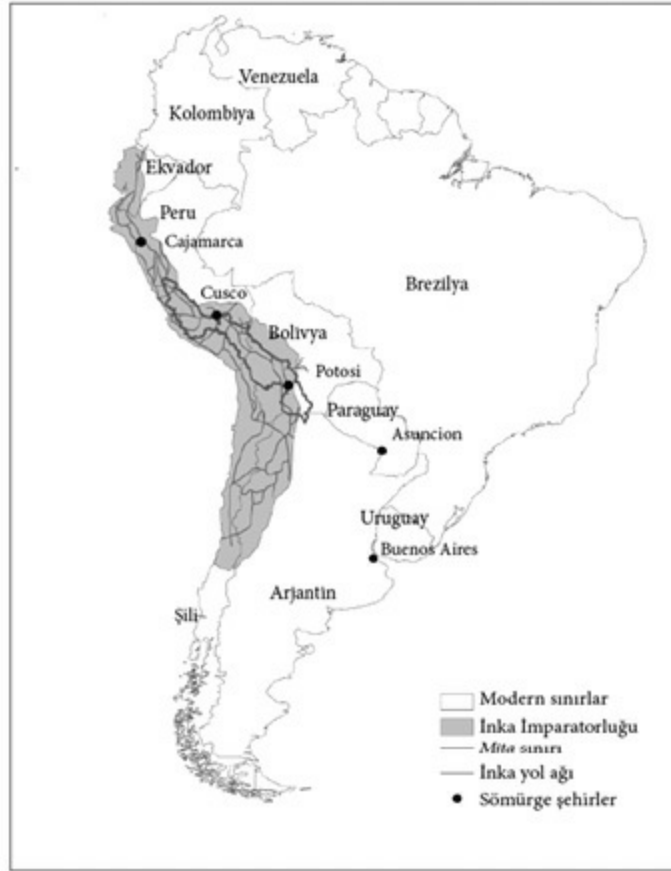 Venezuela
Kolombiya
Ekvador
Peru
Cajamarca
Brezilya
Cusco
Bolivya
Potosi
Paraguay
Asuncion
Uruguay
Buenos Aires
Arjantin
Şili
Modern sınırlar
İnka İmparatorluğu
Mita sınırı
İnka yol ağı
Sömürge şehirler